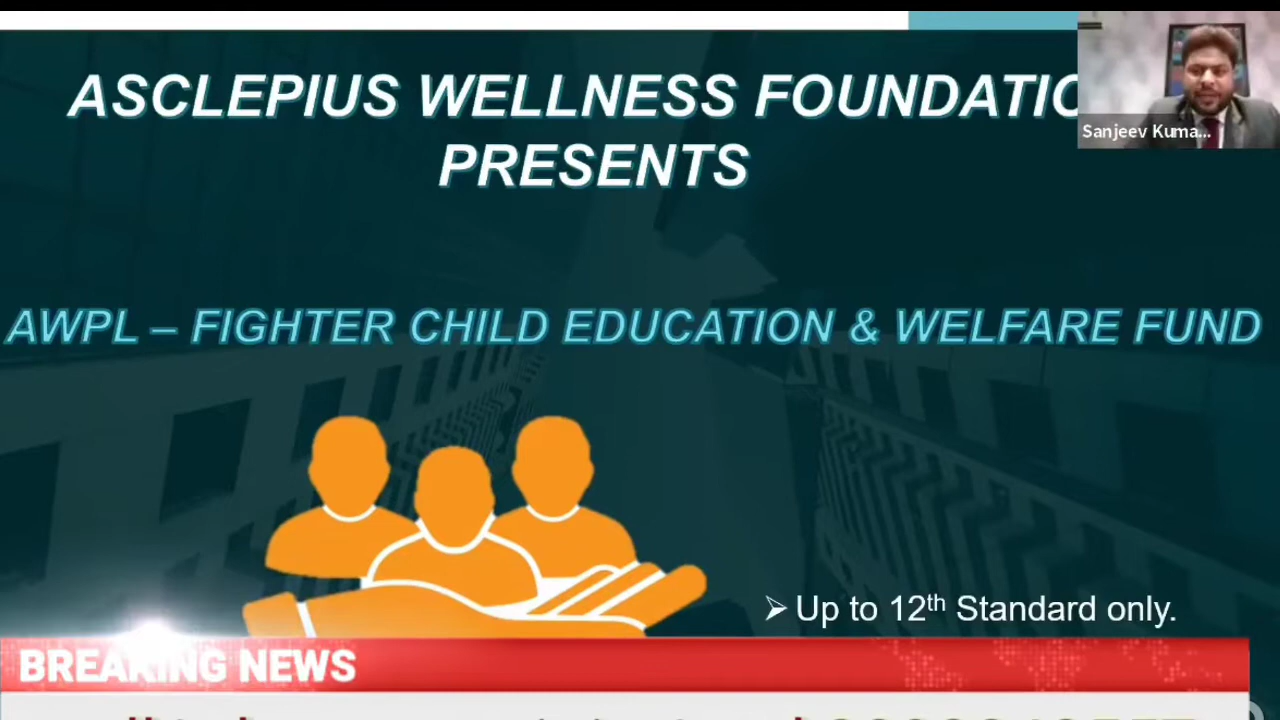 ASCLEPIUS WELLNESS FOUNDATIO
PRESENTS
Sanjeev Kuma...
AWPL – FIGHTER CHILD EDUCATION & WELFARE FUND
➢ Up to 12th Standard only.
BREAKING NEWS